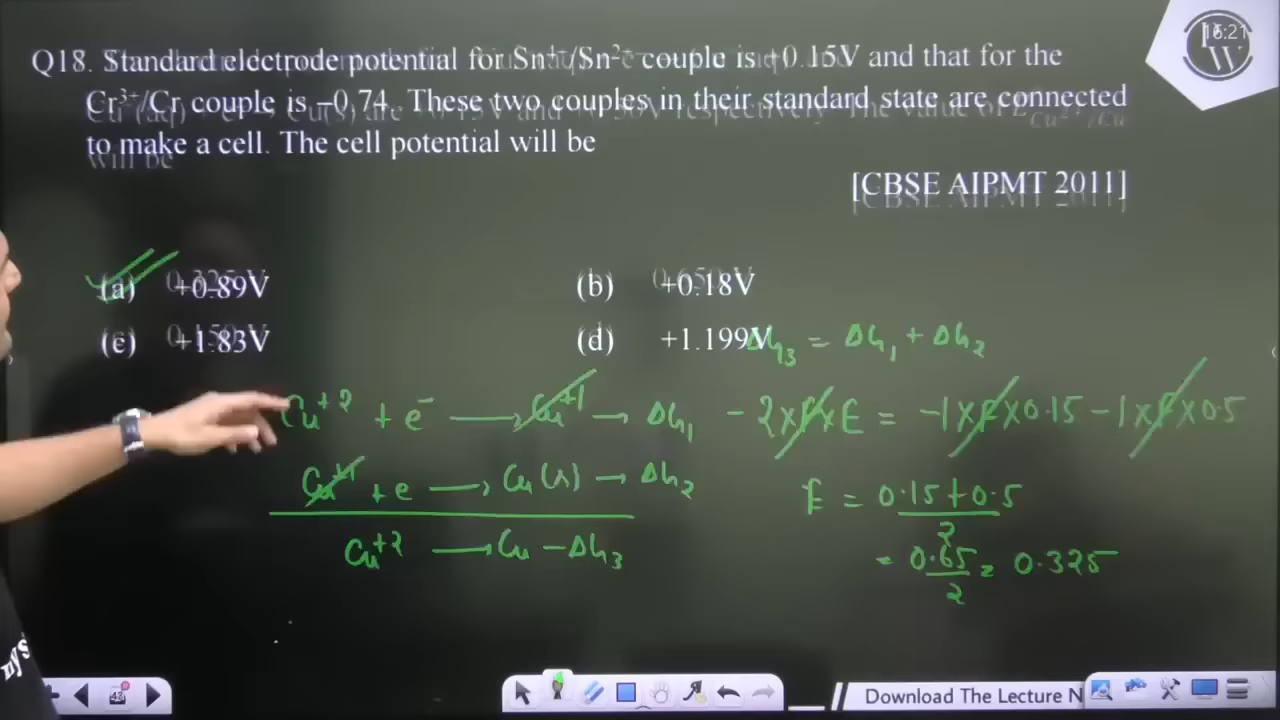 16:21
W
Q18. Standard electrode potential for Sn⁴⁺/Sn²⁺ couple is +0.15V and that for the
Cr³⁺/Cr couple is –0.74. These two couples in their standard state are connected
to make a cell. The cell potential will be
[CBSE AIPMT 2011]
(a) +0.89V (b) +0.18V
(c) +1.83V (d) +1.199V
ΔG₃ = ΔG₁ + ΔG₂
Cu⁺² + e⁻ → Cu⁺¹ → ΔG₁ - 2×F×E = -1×F×0.15 - 1×F×0.5
Cu⁺¹ + e → Cu(s) → ΔG₂ E = 0.15+0.5/2
Cu⁺² → Cu - ΔG₃ = 0.65/2 = 0.325
Download The Lecture N